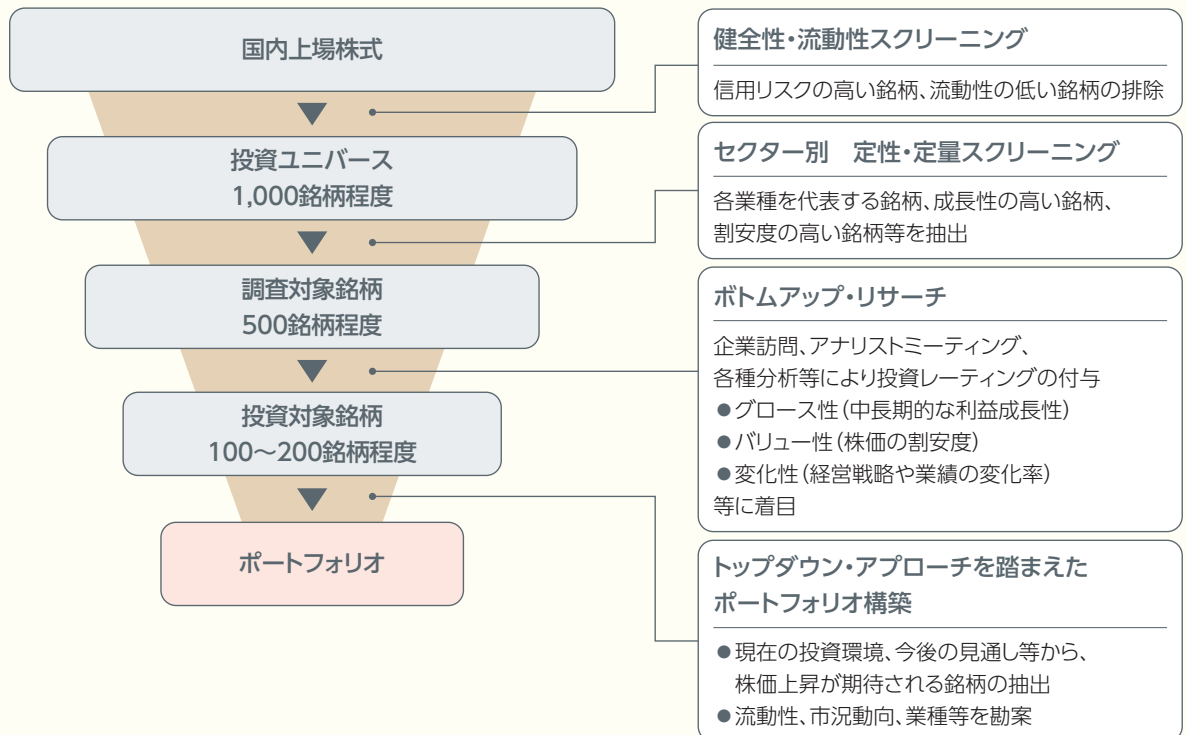 国内上場株式
投資ユニバース
1,000銘柄程度
調査対象銘柄
500銘柄程度
投資対象銘柄
100～200銘柄程度
ポートフォリオ
健全性・流動性スクリーニング
信用リスクの高い銘柄、流動性の低い銘柄の排除
セクター別　定性・定量スクリーニング
各業種を代表する銘柄、成長性の高い銘柄、
割安度の高い銘柄等を抽出
ボトムアップ・リサーチ
企業訪問、アナリストミーティング、
各種分析等により投資レーティングの付与
●グロース性（中長期的な利益成長性）
●バリュー性（株価の割安度）
●変化性（経営戦略や業績の変化率）
等に着目
トップダウン・アプローチを踏まえた
ポートフォリオ構築
●現在の投資環境、今後の見通し等から、
株価上昇が期待される銘柄の抽出
●流動性、市況動向、業種等を勘案